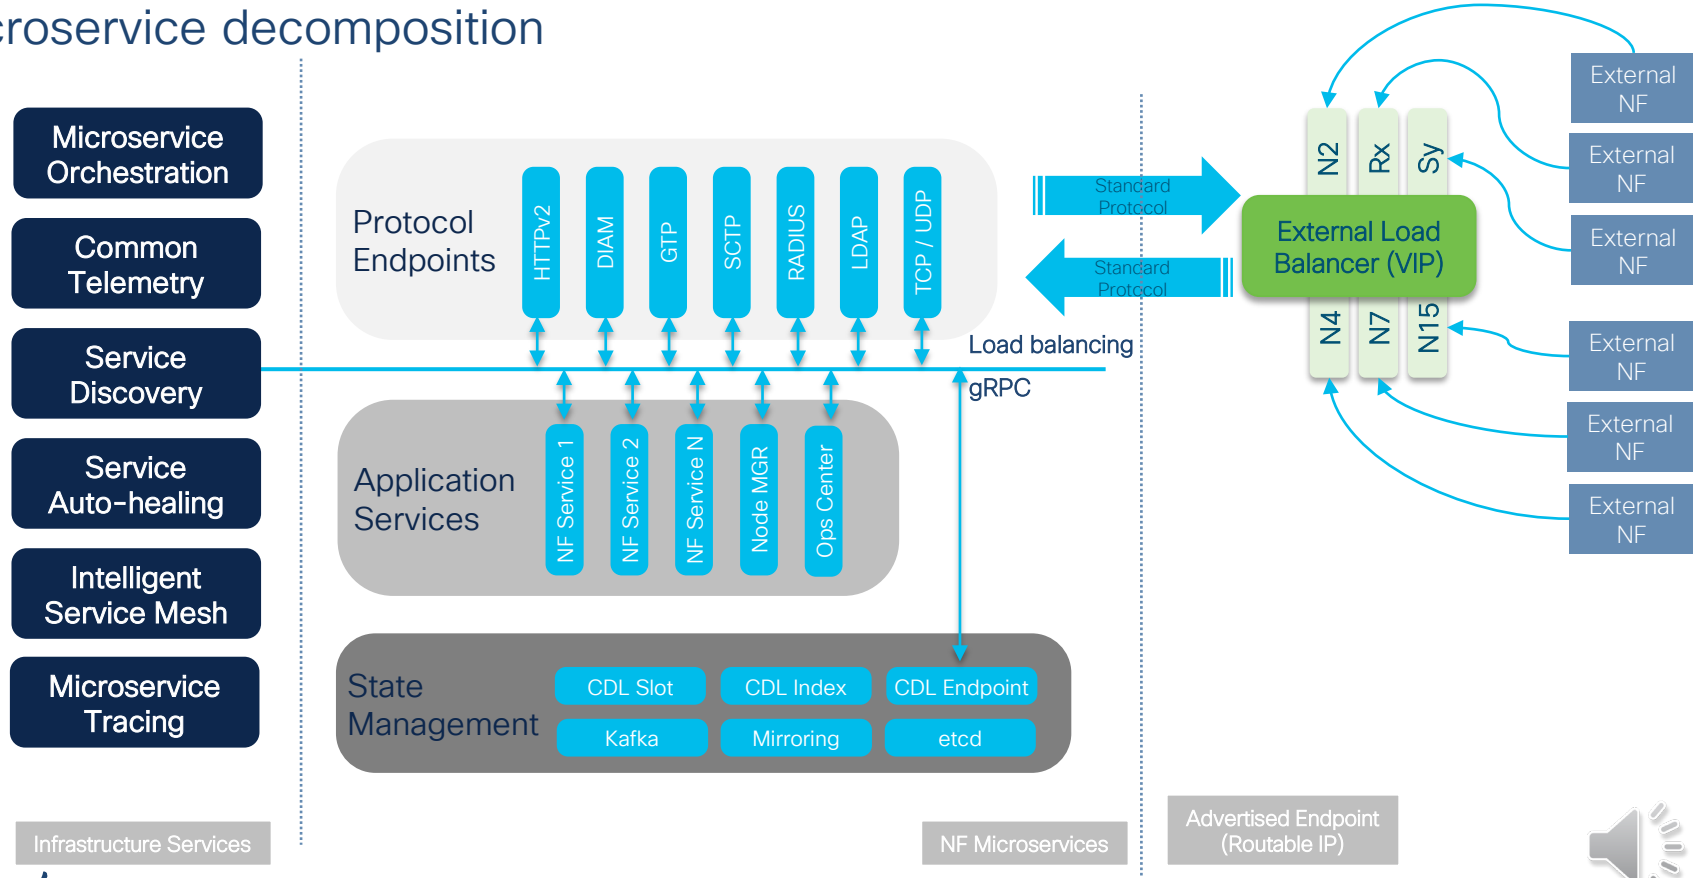 croservice decomposition
Microservice
Orchestration
Common
Telemetry
Service
Discovery
Service
Auto-healing
Intelligent
Service Mesh
Microservice
Tracing
Infrastructure Services
Protocol
Endpoints
HTTPv2
DIAM
GTP
SCTP
RADIUS
LDAP
TCP / UDP
Load balancing
gRPC
Application
Services
NF Service 1
NF Service 2
NF Service N
Node MGR
Ops Center
State
Management
CDL Slot
CDL Index
CDL Endpoint
Kafka
Mirroring
etcd
NF Microservices
Standard
Protocol
Standard
Protocol
N2
Rx
Sy
External Load
Balancer (VIP)
N4
N7
N15
External
NF
External
NF
External
NF
External
NF
External
NF
External
NF
Advertised Endpoint
(Routable IP)